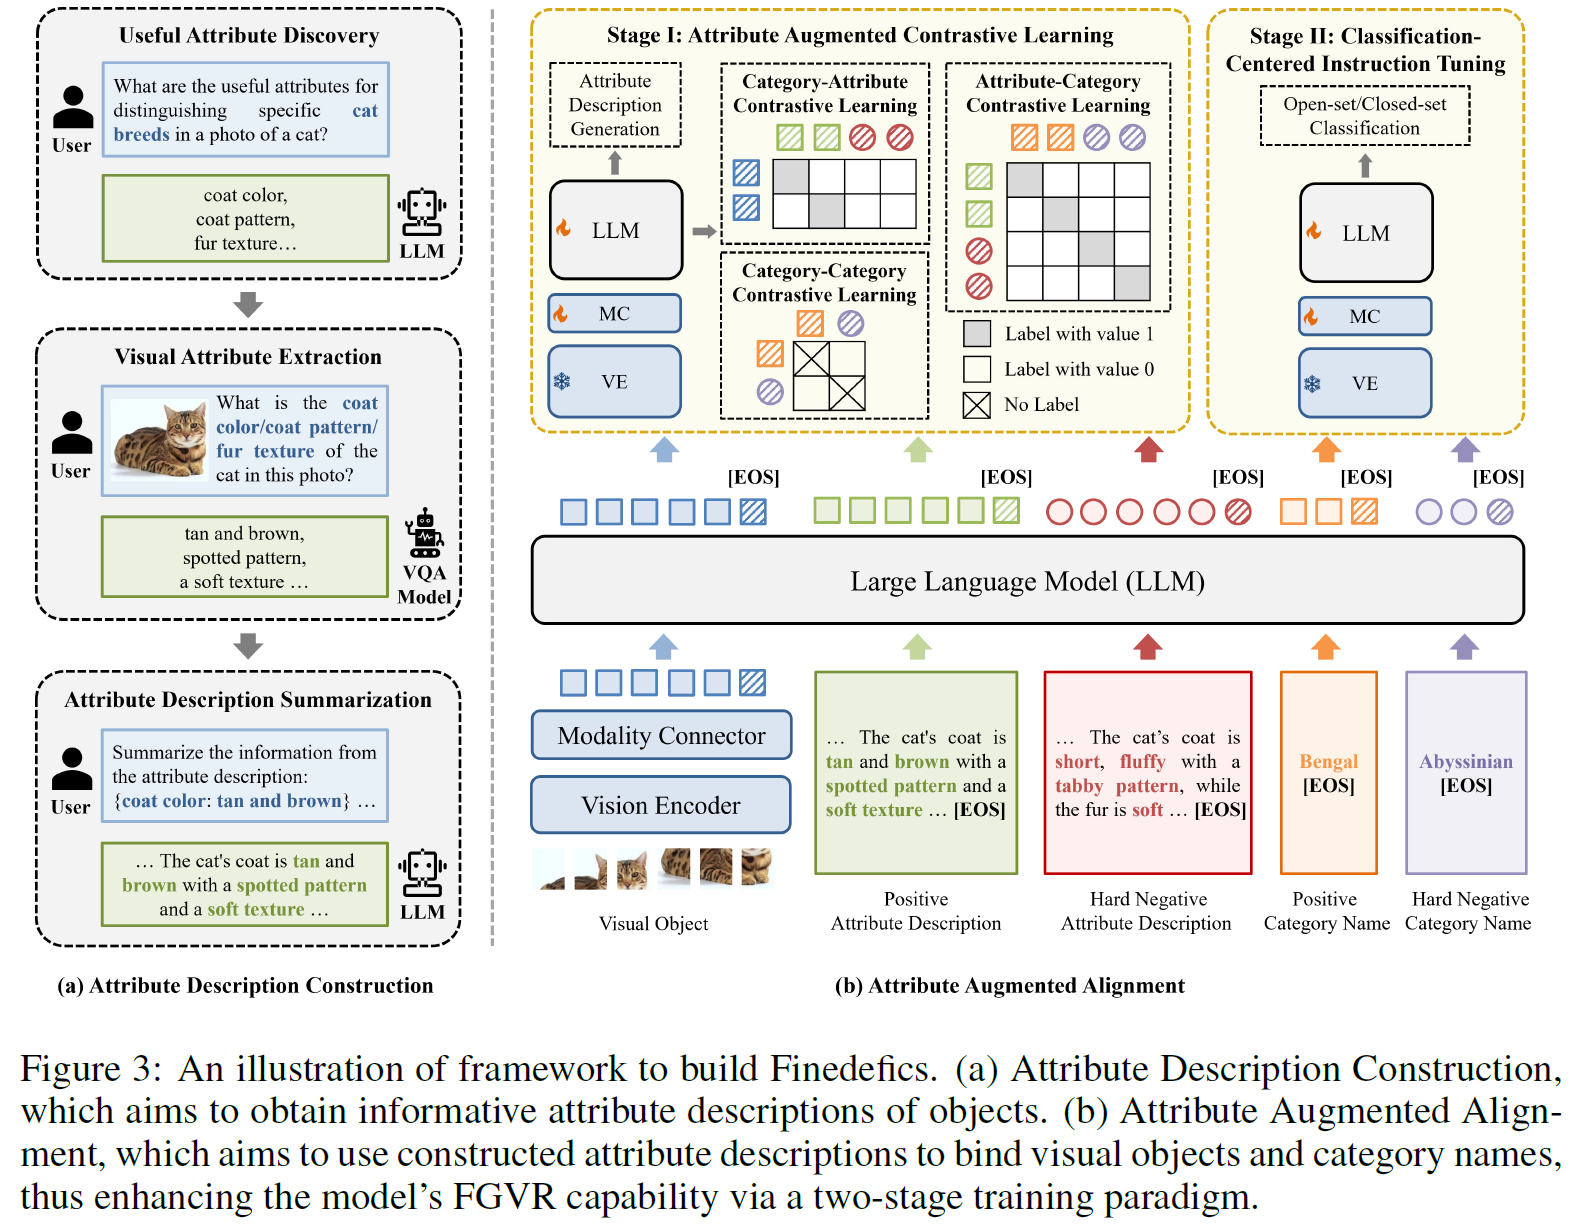 Useful Attribute Discovery
User
What are the useful attributes for
distinguishing specific cat
breeds in a photo of a cat?
coat color,
coat pattern,
fur texture…
LLM
Visual Attribute Extraction
User
What is the coat
color/coat pattern/
fur texture of the
cat in this photo?
tan and brown,
spotted pattern,
a soft texture …
VQA
Model
Attribute Description Summarization
User
Summarize the information from
the attribute description:
{coat color: tan and brown} …
… The cat's coat is tan and
brown with a spotted pattern
and a soft texture …
LLM
(a) Attribute Description Construction
Stage I: Attribute Augmented Contrastive Learning
Attribute
Description
Generation
LLM
MC
VE
Category-Attribute
Contrastive Learning
Category-Category
Contrastive Learning
Attribute-Category
Contrastive Learning
Label with value 1
Label with value 0
No Label
Stage II: Classification-
Centered Instruction Tuning
Open-set/Closed-set
Classification
LLM
MC
VE
[EOS]
[EOS]
[EOS]
[EOS]
[EOS]
Large Language Model (LLM)
Modality Connector
Vision Encoder
Visual Object
… The cat's coat is
tan and brown with a
spotted pattern and a
soft texture … [EOS]
Positive
Attribute Description
… The cat’s coat is
short, fluffy with a
tabby pattern, while
the fur is soft … [EOS]
Hard Negative
Attribute Description
Bengal
[EOS]
Positive
Category Name
Abyssinian
[EOS]
Hard Negative
Category Name
(b) Attribute Augmented Alignment
Figure 3: An illustration of framework to build Finedefics. (a) Attribute Description Construction,
which aims to obtain informative attribute descriptions of objects. (b) Attribute Augmented Align-
ment, which aims to use constructed attribute descriptions to bind visual objects and category names,
thus enhancing the model’s FGVR capability via a two-stage training paradigm.